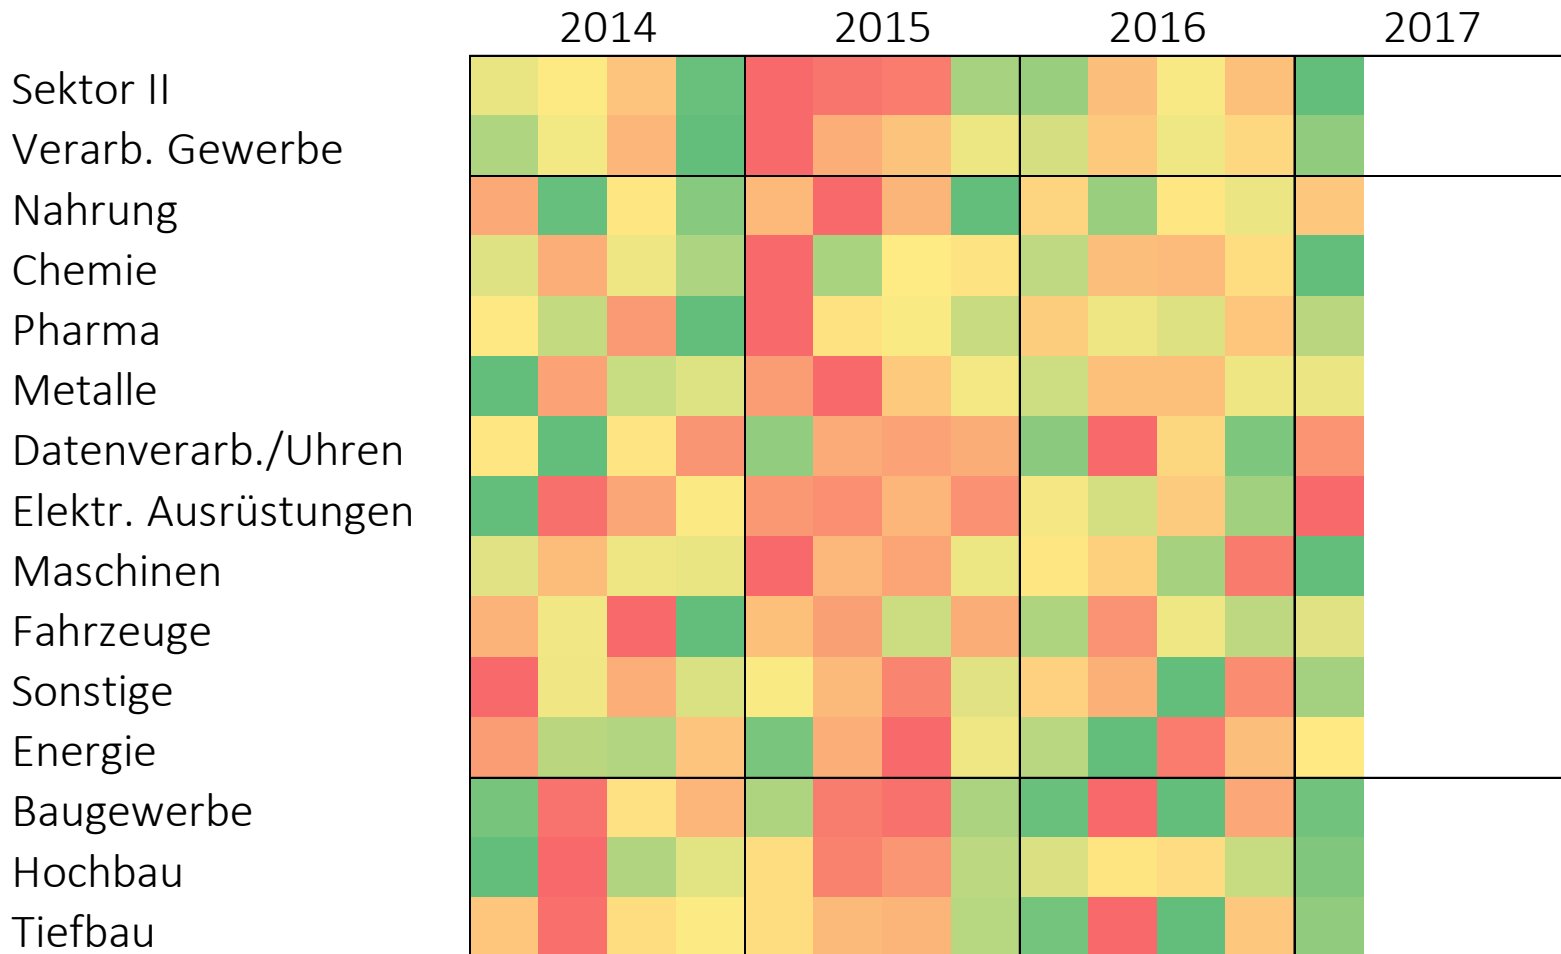 2014 2015 2016 2017
Sektor II
Verarb. Gewerbe
Nahrung
Chemie
Pharma
Metalle
Datenverarb./Uhren
Elektr. Ausrüstungen
Maschinen
Fahrzeuge
Sonstige
Energie
Baugewerbe
Hochbau
Tiefbau